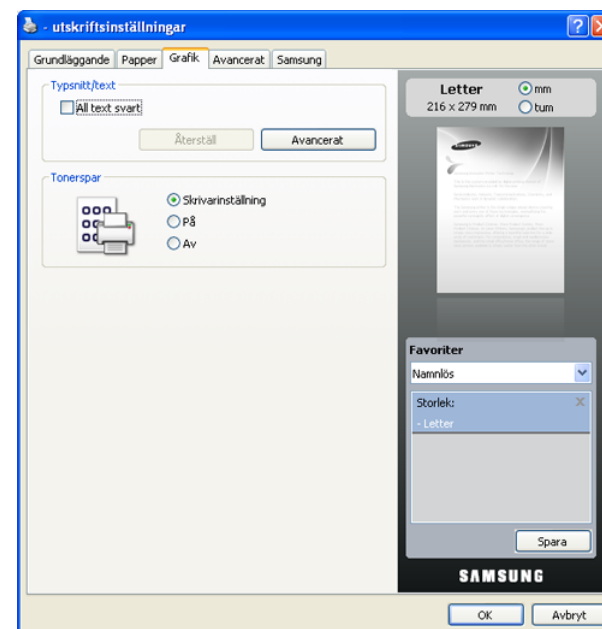 - utskriftsinställningar
Grundläggande Papper Grafik Avancerat Samsung
Typsnitt/text
All text svart
Återställ Avancerat
Tonerspar
Skrivarinställning
På
Av
Letter
216 x 279 mm
mm
tum
SAMSUNG
Favoriter
Namnlös
Storlek:
- Letter
Spara
SAMSUNG
OK Avbryt